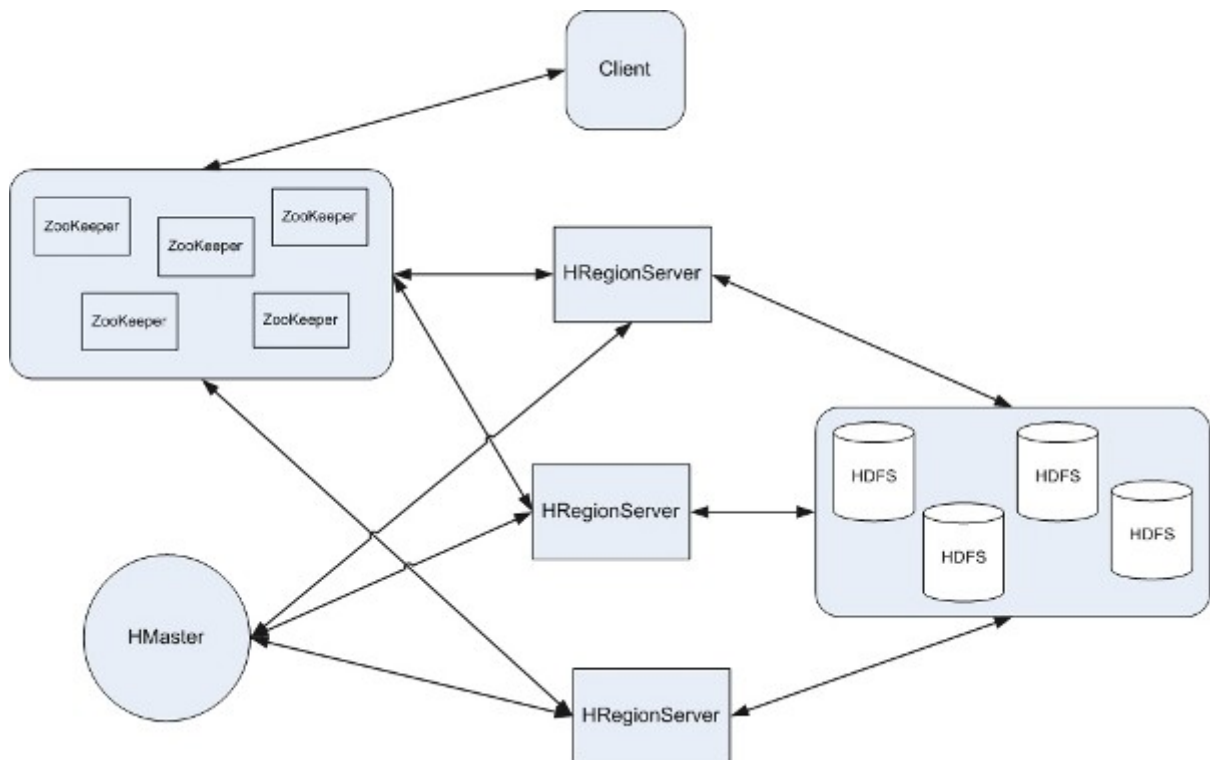 Client
ZooKeeper
ZooKeeper
ZooKeeper
ZooKeeper
ZooKeeper
HRegionServer
HRegionServer
HDFS
HDFS
HDFS
HDFS
HMaster
HRegionServer